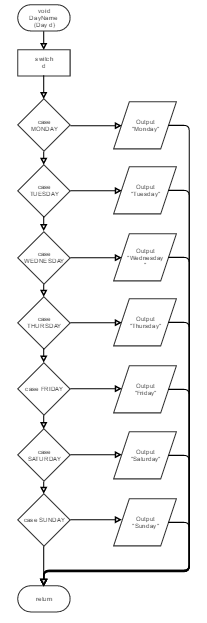 void
DayName
(Day d)
switch
d
case
MONDAY
Output
"Monday"
case
TUESDAY
Output
"Tuesday"
case
WEDNESDAY
Output
"Wednesday
"
case
THURSDAY
Output
"Thursday"
case FRIDAY
Output
"Friday"
case
SATURDAY
Output
"Saturday"
case SUNDAY
Output
"Sunday"
return